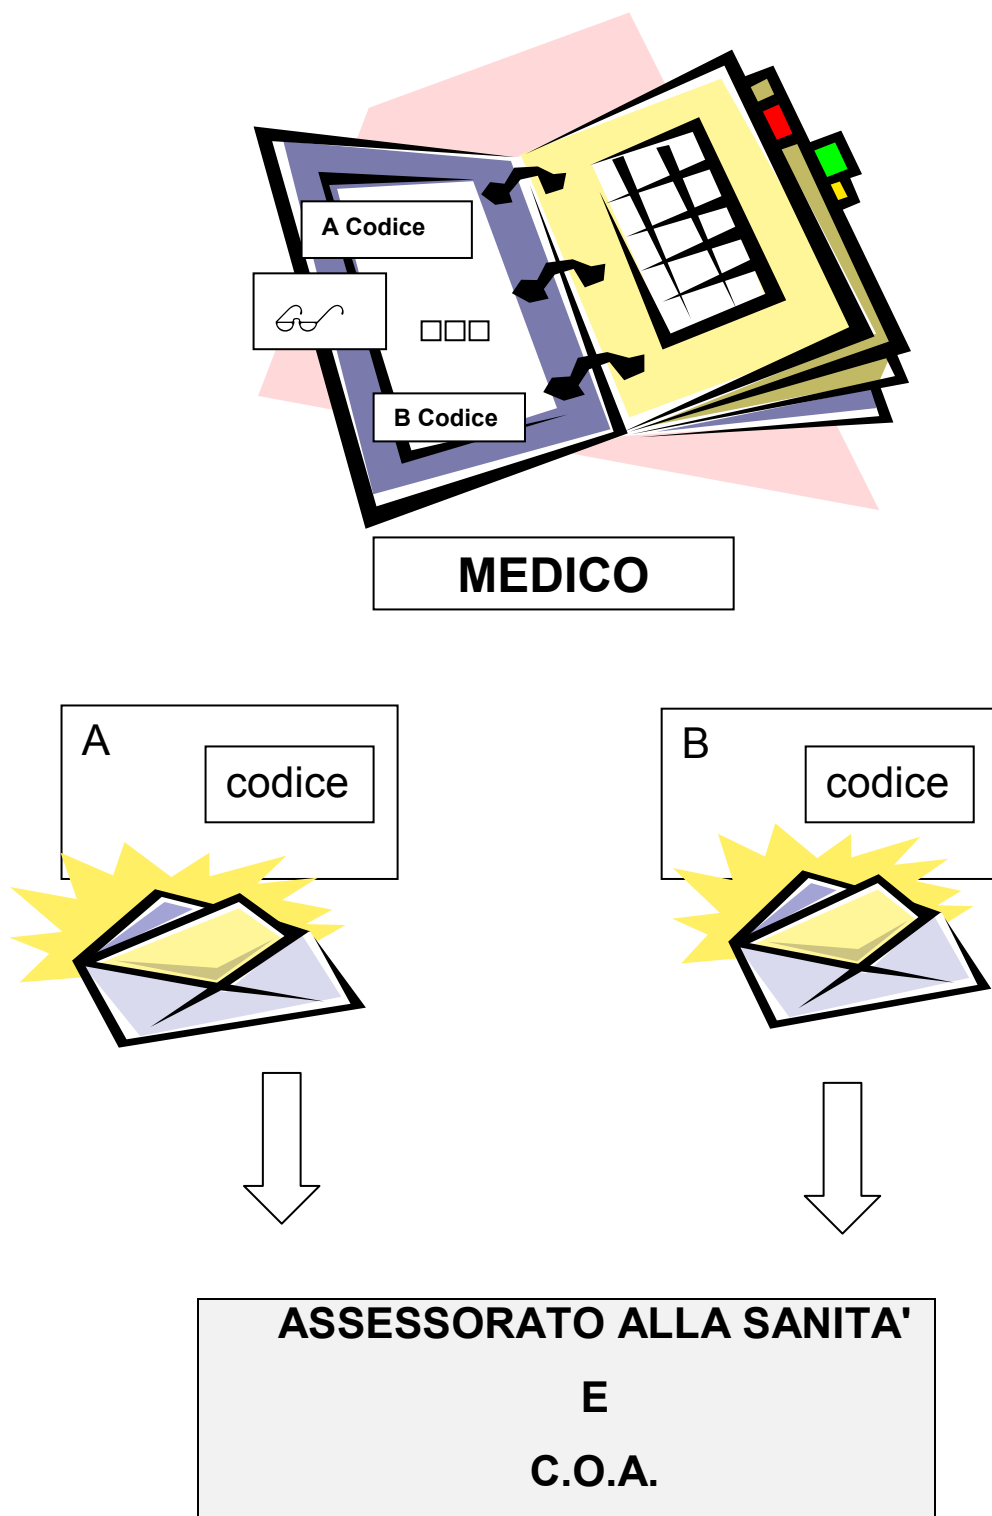 A Codice
□□□
B Codice
MEDICO
A
codice
B
codice
ASSESSORATO ALLA SANITA'
E
C.O.A.